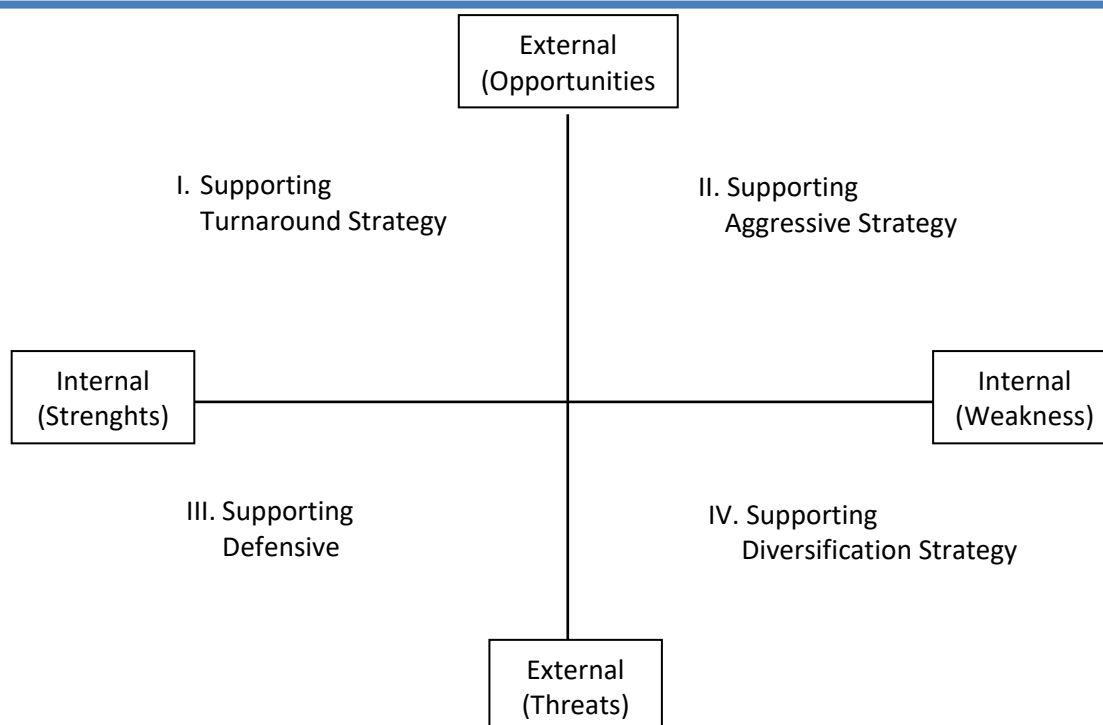 External
(Opportunities
I. Supporting
Turnaround Strategy
II. Supporting
Aggressive Strategy
Internal
(Strenghts)
Internal
(Weakness)
III. Supporting
Defensive
IV. Supporting
Diversification Strategy
External
(Threats)